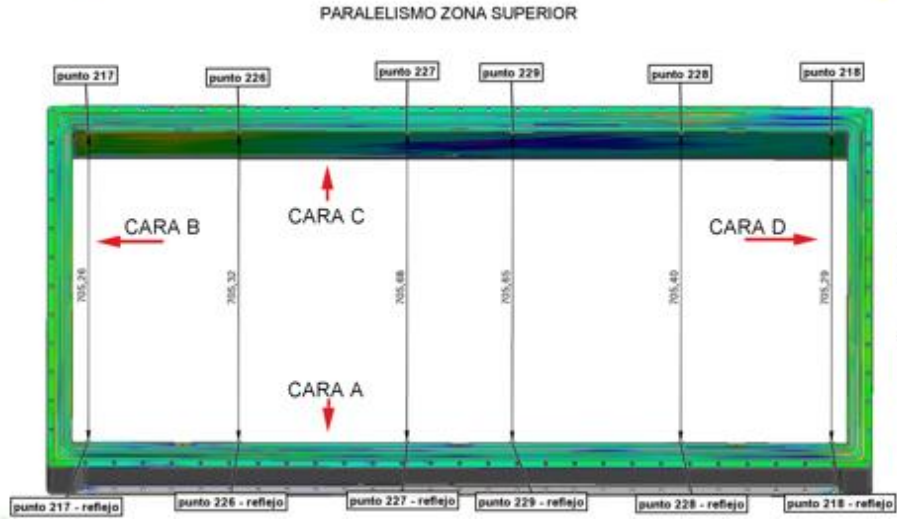 PARALELISMO ZONA SUPERIOR
punto 217
punto 226
punto 227
punto 229
punto 228
punto 218
CARA C
CARA B
CARA D
705,26
705,32
705,68
705,65
705,40
705,29
CARA A
punto 217 - reflejo
punto 226 - reflejo
punto 227 - reflejo
punto 229 - reflejo
punto 228 - reflejo
punto 218 - reflejo